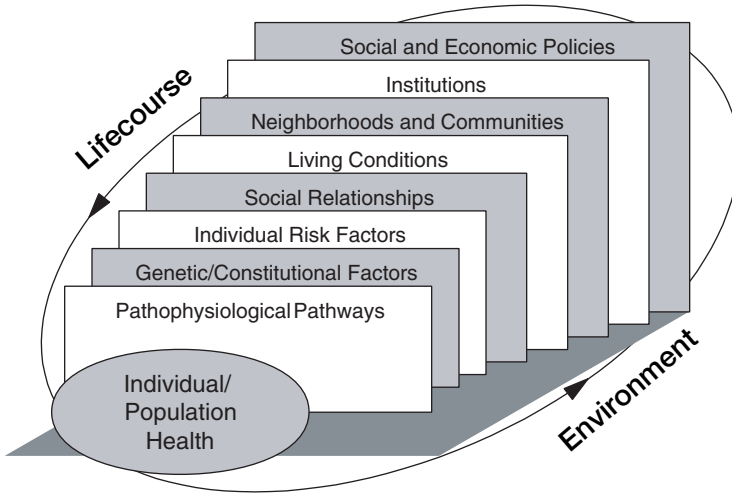 Social and Economic Policies
Institutions
Neighborhoods and Communities
Living Conditions
Social Relationships
Individual Risk Factors
Genetic/Constitutional Factors
Pathophysiological Pathways
Individual/
Population
Health
Lifecourse
Environment